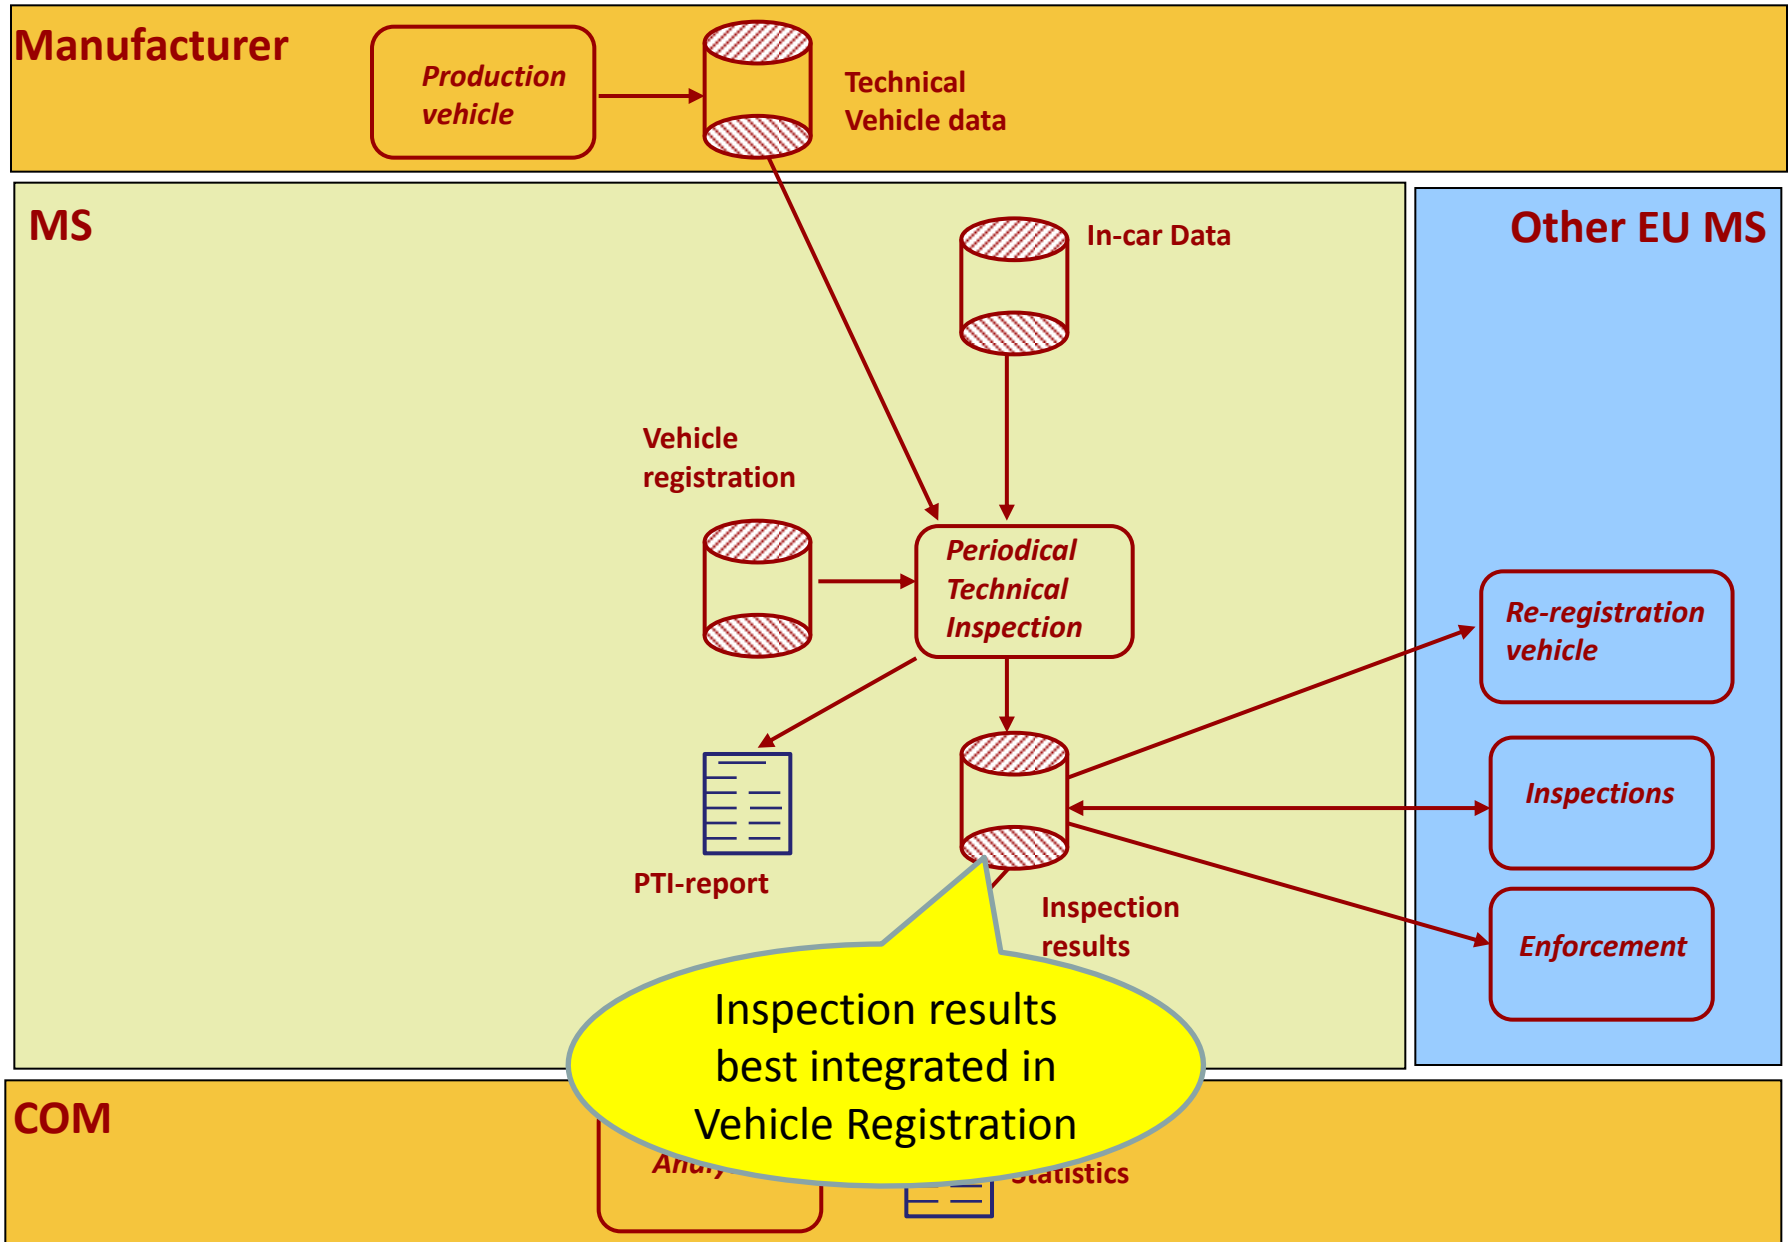 Manufacturer
Production
vehicle
Technical
Vehicle data
MS
In-car Data
Other EU MS
Vehicle
registration
Periodical
Technical
Inspection
Re-registration
vehicle
Inspections
PTI-report
Inspection
results
Enforcement
Inspection results
best integrated in
Vehicle Registration
COM
Statistics